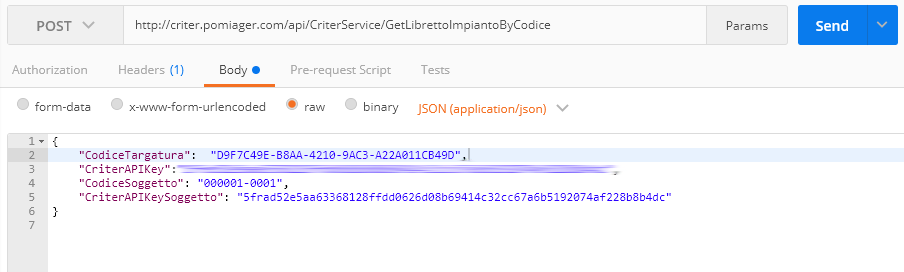 POST http://criter.pomiager.com/api/CriterService/GetLibrettoImpiantoByCodice Params Send
Authorization Headers (1) Body Pre-request Script Tests
form-data x-www-form-urlencoded raw binary JSON (application/json)
1 {
2 "CodiceTargatura": "D9F7C49E-B8AA-4210-9AC3-A22A011CB49D",
3 "CriterAPIKey":
4 "CodiceSoggetto": "000001-0001",
5 "CriterAPIKeySoggetto": "5frad52e5aa63368128ffdd0626d08b69414c32cc67a6b5192074af228b8b4dc"
6 }
7